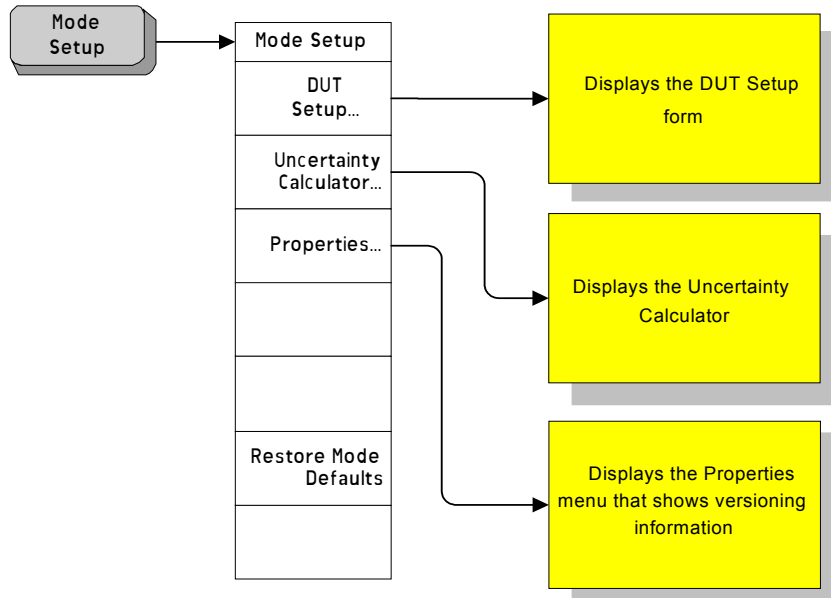 Mode
Setup
Mode Setup
DUT
Setup…
Uncertainty
Calculator…
Properties…
Restore Mode
Defaults
Displays the DUT Setup
form
Displays the Uncertainty
Calculator
Displays the Properties
menu that shows versioning
information